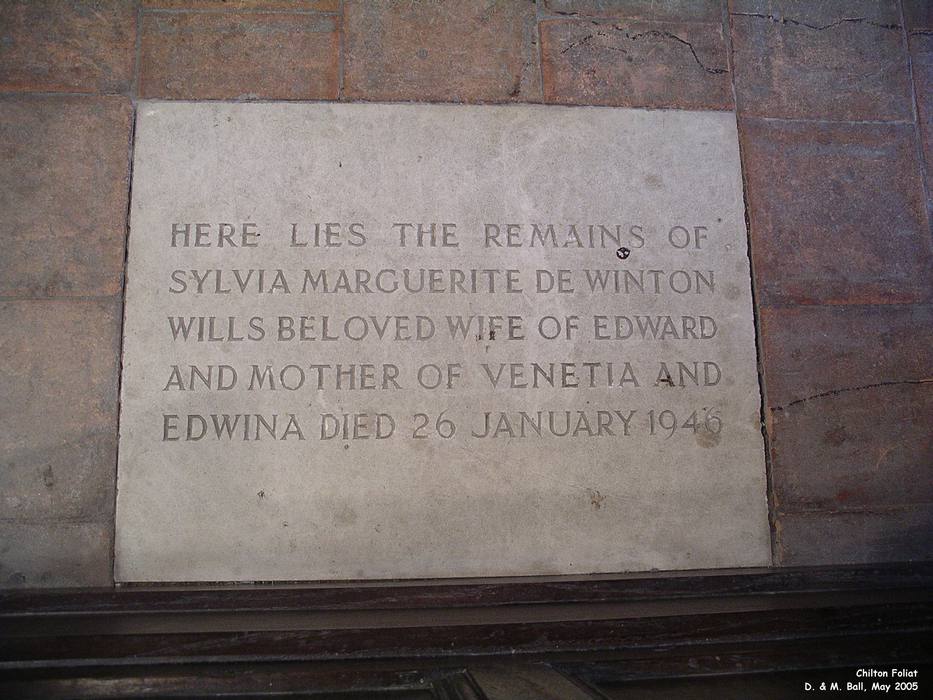 HERE LIES THE REMAINS OF
SYLVIA MARGUERITE DE WINTON
WILLS BELOVED WIFE OF EDWARD
AND MOTHER OF VENETIA AND
EDWINA DIED 26 JANUARY 1946
Chilton Foliat
D. & M. Ball, May 2005